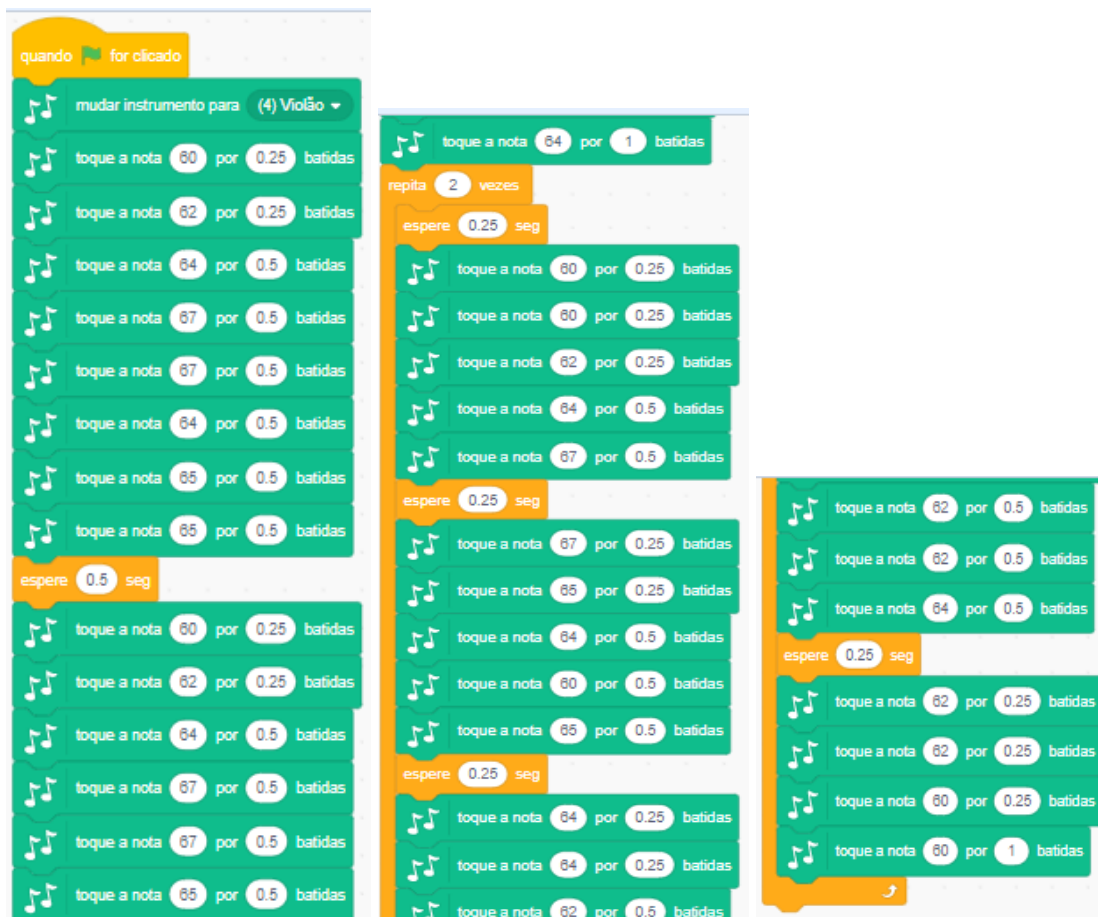 quando for clicado
mudar instrumento para (4) Violão
toque a nota 60 por 0.25 batidas
toque a nota 62 por 0.25 batidas
toque a nota 64 por 0.5 batidas
toque a nota 67 por 0.5 batidas
toque a nota 67 por 0.5 batidas
toque a nota 64 por 0.5 batidas
toque a nota 65 por 0.5 batidas
toque a nota 65 por 0.5 batidas
espere 0.5 seg
toque a nota 60 por 0.25 batidas
toque a nota 62 por 0.25 batidas
toque a nota 64 por 0.5 batidas
toque a nota 67 por 0.5 batidas
toque a nota 67 por 0.5 batidas
toque a nota 65 por 0.5 batidas
toque a nota 64 por 1 batidas
repita 2 vezes
espere 0.25 seg
toque a nota 60 por 0.25 batidas
toque a nota 60 por 0.25 batidas
toque a nota 62 por 0.25 batidas
toque a nota 64 por 0.5 batidas
toque a nota 67 por 0.5 batidas
espere 0.25 seg
toque a nota 67 por 0.25 batidas
toque a nota 65 por 0.25 batidas
toque a nota 64 por 0.5 batidas
toque a nota 60 por 0.5 batidas
toque a nota 65 por 0.5 batidas
espere 0.25 seg
toque a nota 64 por 0.25 batidas
toque a nota 64 por 0.25 batidas
toque a nota 62 por 0.5 batidas
toque a nota 62 por 0.5 batidas
toque a nota 62 por 0.5 batidas
toque a nota 64 por 0.5 batidas
espere 0.25 seg
toque a nota 62 por 0.25 batidas
toque a nota 62 por 0.25 batidas
toque a nota 60 por 0.25 batidas
toque a nota 60 por 1 batidas